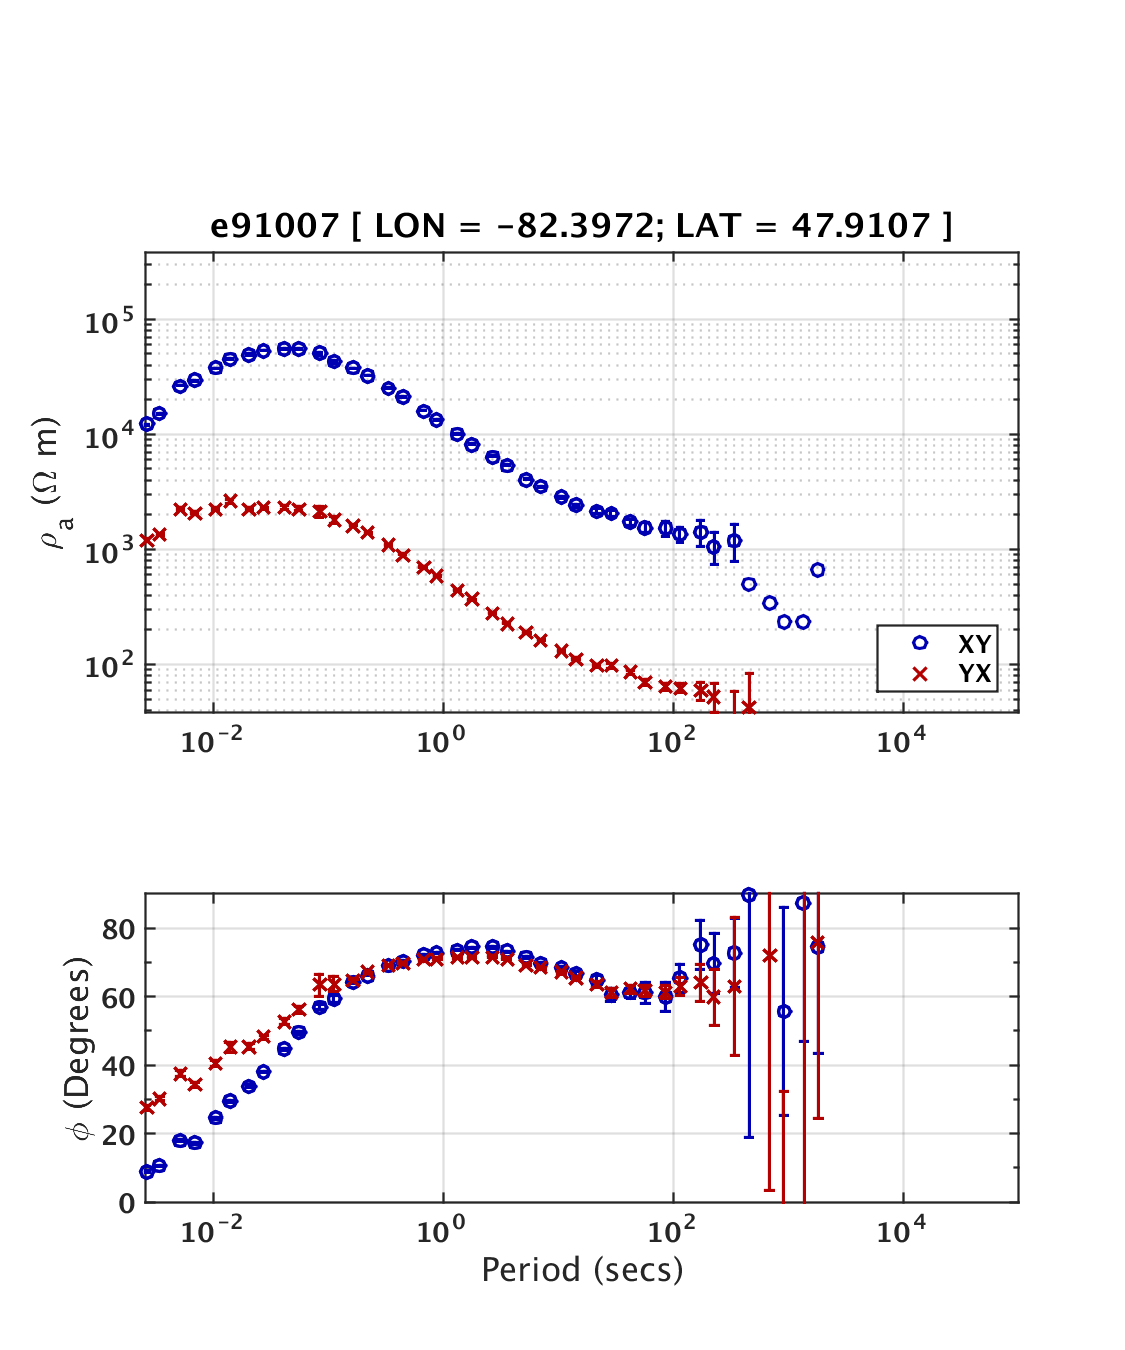 e91007 [ LON = -82.3972; LAT = 47.9107 ]
10^5
10^4
10^3
10^2
ρ_a (Ω m)
XY
YX
10^-2 10^0 10^2 10^4
80
60
40
20
0
ϕ (Degrees)
10^-2 10^0 10^2 10^4
Period (secs)